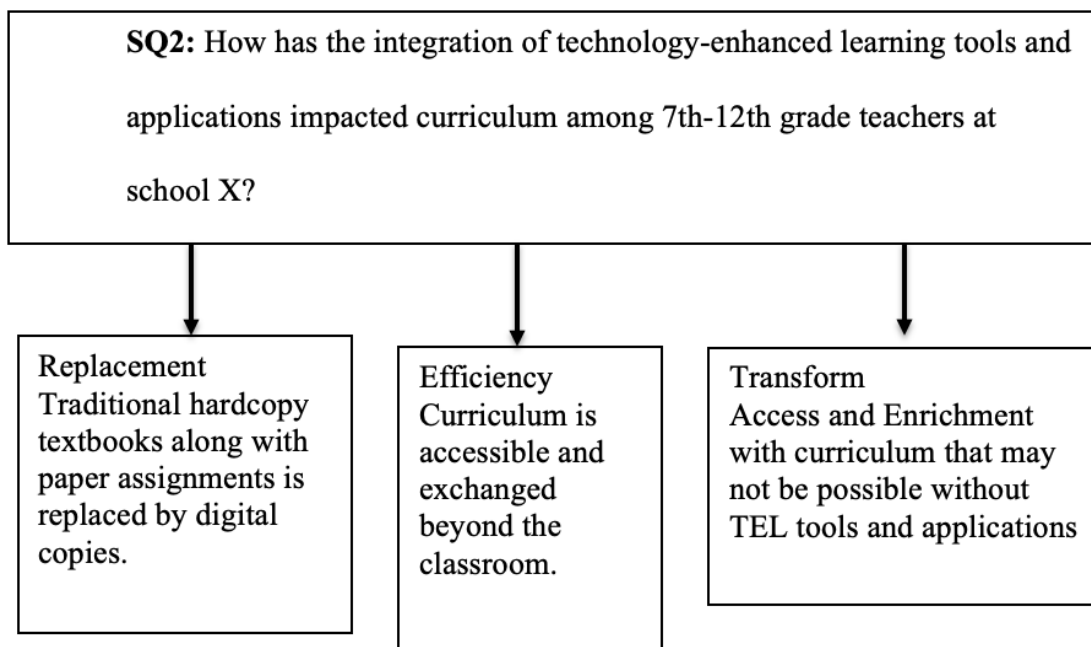 SQ2: How has the integration of technology-enhanced learning tools and
applications impacted curriculum among 7th-12th grade teachers at
school X?
Replacement
Traditional hardcopy
textbooks along with
paper assignments is
replaced by digital
copies.
Efficiency
Curriculum is
accessible and
exchanged
beyond the
classroom.
Transform
Access and Enrichment
with curriculum that may
not be possible without
TEL tools and applications